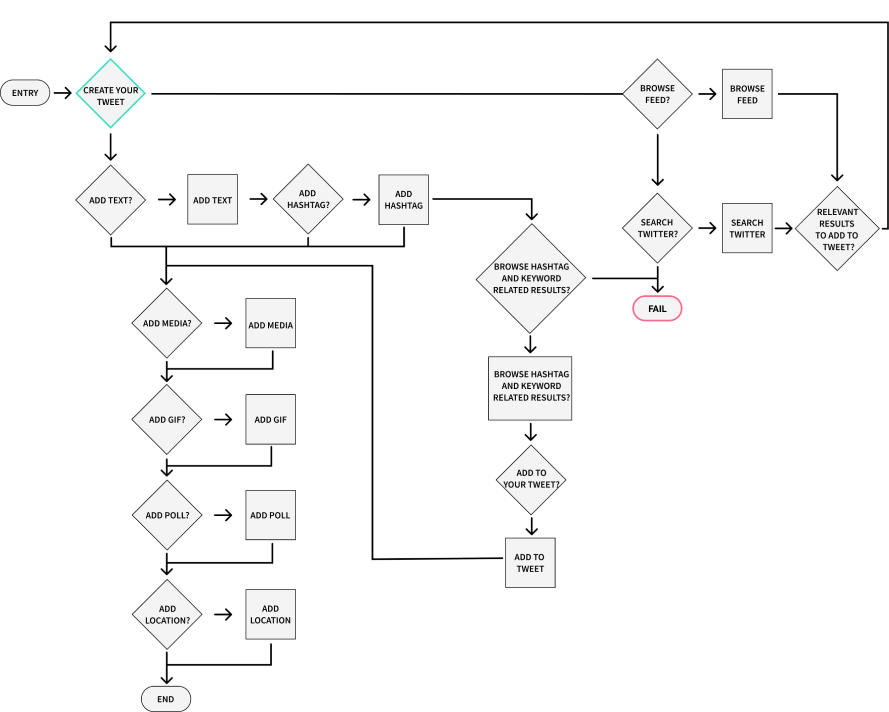 ENTRY
CREATE YOUR
TWEET
BROWSE
FEED?
BROWSE
FEED
ADD TEXT?
ADD TEXT
ADD
HASHTAG?
ADD
HASHTAG
SEARCH
TWITTER?
SEARCH
TWITTER
RELEVANT
RESULTS
TO ADD TO
TWEET?
BROWSE HASHTAG
AND KEYWORD
RELATED RESULTS?
FAIL
ADD MEDIA?
ADD MEDIA
BROWSE HASHTAG
AND KEYWORD
RELATED RESULTS?
ADD GIF?
ADD GIF
ADD TO
YOUR TWEET?
ADD POLL?
ADD POLL
ADD TO
TWEET
ADD
LOCATION?
ADD
LOCATION
END